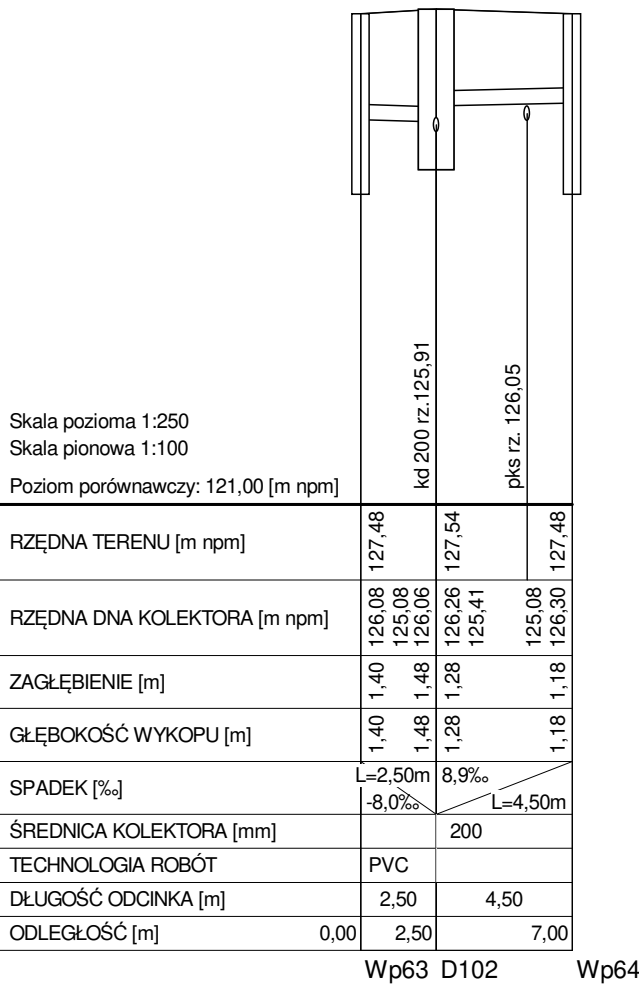 kd 200 rz.125,91
pks rz. 126,05
Skala pozioma 1:250
Skala pionowa 1:100
Poziom porównawczy: 121,00 [m npm]
RZĘDNA TERENU [m npm] 127,48 127,54 127,48
RZĘDNA DNA KOLEKTORA [m npm] 126,08 125,08 126,06 126,26 125,41 125,08 126,30
ZAGŁĘBIENIE [m] 1,40 1,48 1,28 1,18
GŁĘBOKOŚĆ WYKOPU [m] 1,40 1,48 1,28 1,18
SPADEK [‰] L=2,50m -8,0‰ 8,9‰ L=4,50m
ŚREDNICA KOLEKTORA [mm] 200
TECHNOLOGIA ROBÓT PVC
DŁUGOŚĆ ODCINKA [m] 2,50 4,50
ODLEGŁOŚĆ [m] 0,00 2,50 7,00
Wp63 D102 Wp64